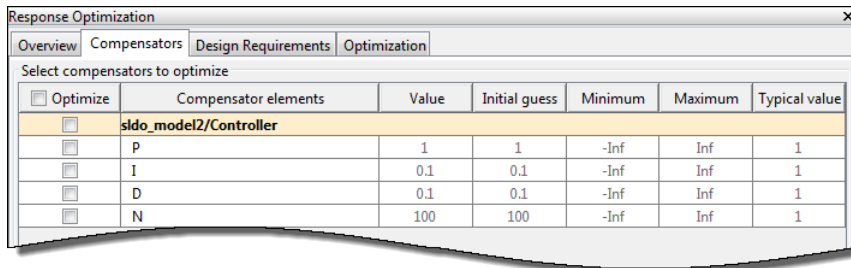 Response Optimization
Overview Compensators Design Requirements Optimization
Select compensators to optimize
Optimize Compensator elements Value Initial guess Minimum Maximum Typical value
sldo_model2/Controller
P 1 1 -Inf Inf 1
I 0.1 0.1 -Inf Inf 1
D 0.1 0.1 -Inf Inf 1
N 100 100 -Inf Inf 1